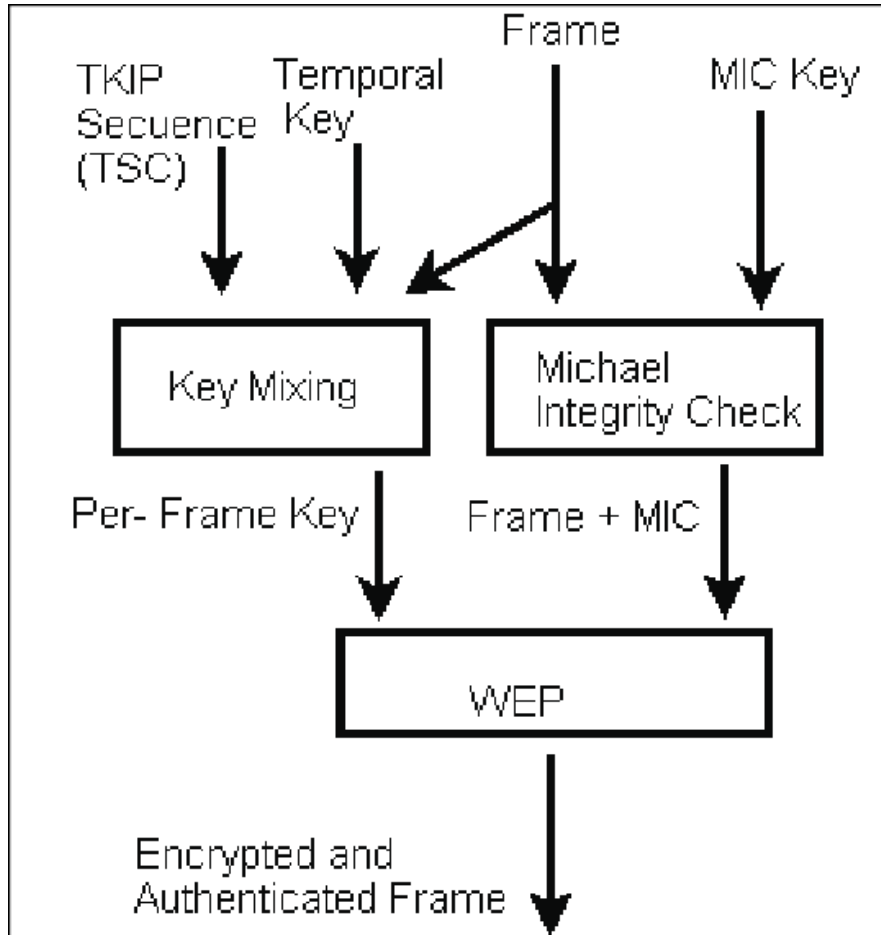 Frame
TKIP
Secuence
(TSC)
Temporal
Key
MIC Key
Key Mixing
Michael
Integrity Check
Per- Frame Key
Frame + MIC
WEP
Encrypted and
Authenticated Frame